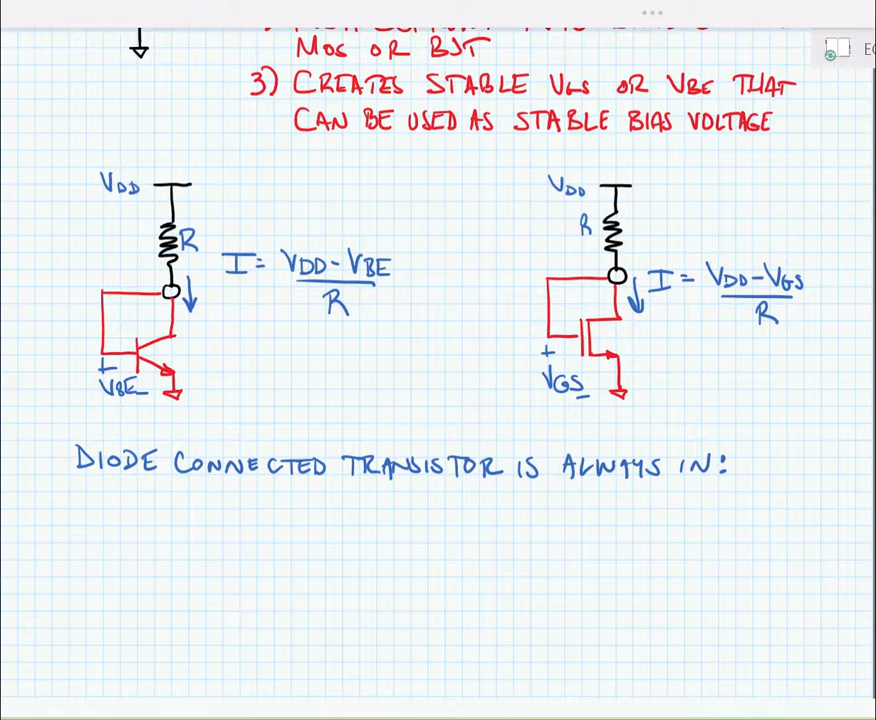 MOS OR BJT
3) CREATES STABLE VGS OR VBE THAT
CAN BE USED AS STABLE BIAS VOLTAGE
VDD
R
I = VDD - VBE
R
+
VBE
VDD
R
I = VDD - VGS
R
+
VGS
DIODE CONNECTED TRANSISTOR IS ALWAYS IN: